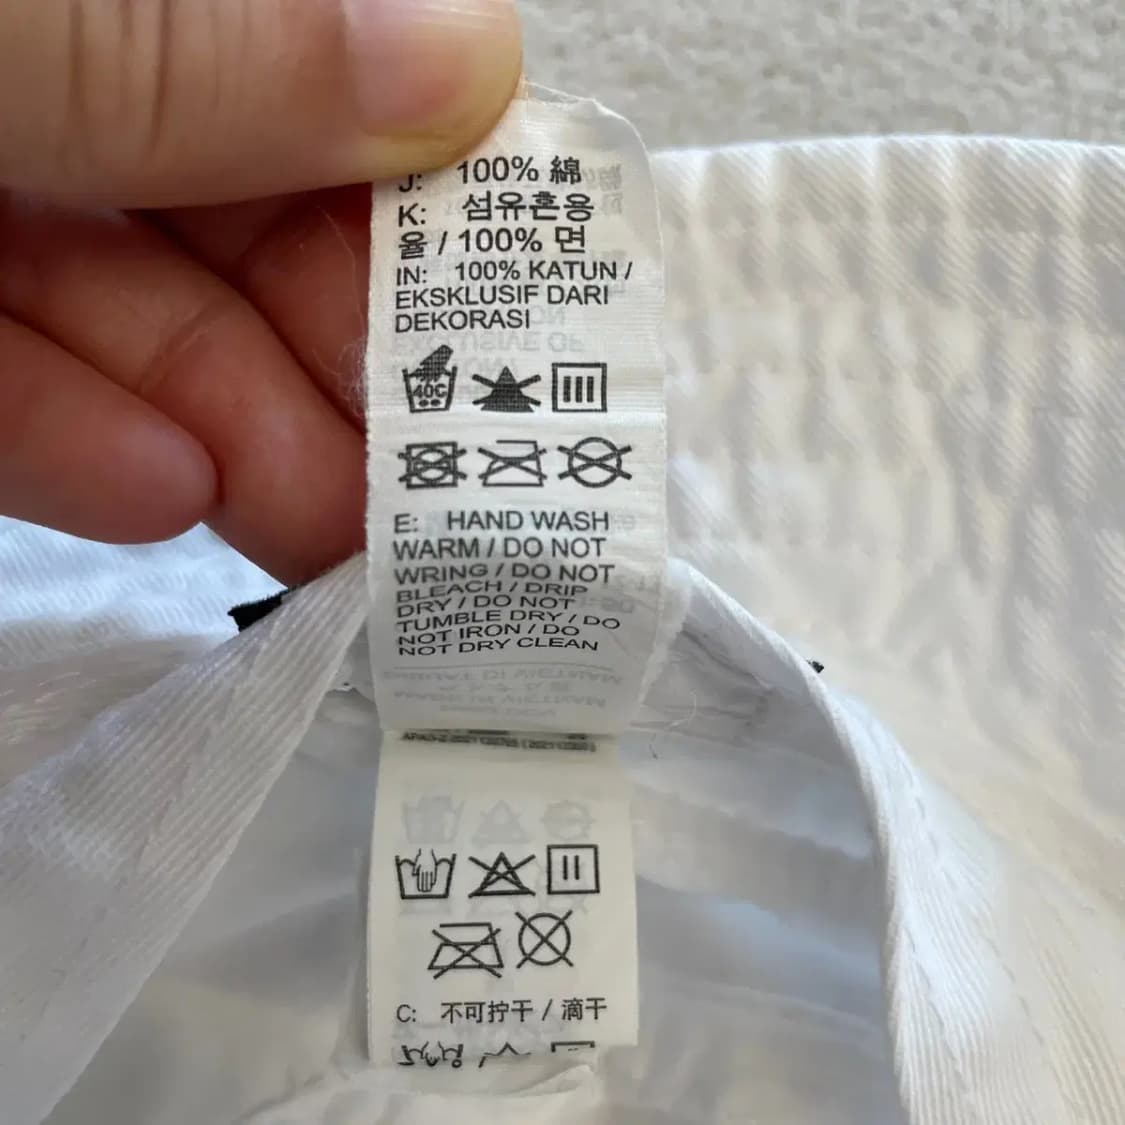 J: 100% 綿
K: 섬유혼용
율 / 100% 면
IN: 100% KATUN /
EKSKLUSIF DARI
DEKORASI
40C
E: HAND WASH
WARM / DO NOT
WRING / DO NOT
BLEACH / DRIP
DRY / DO NOT
TUMBLE DRY / DO
NOT IRON / DO
NOT DRY CLEAN
C: 不可拧干 / 滴干